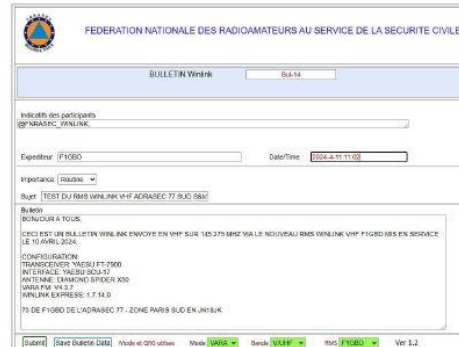 FEDERATION NATIONALE DES RADIOAMATEURS AU SERVICE DE LA SECURITE CIVILE
BULLETIN Winlink Bul-14
Indicatifs des participants
@FNRASEC_WINLINK,
Expediteur F1GBD Date/Time 2024-4-11 11:02
Importance Routine
Sujet TEST DU RMS WINLINK VHF ADRASEC 77 SUD S&M
Bulletin
BONJOUR A TOUS,
CECI EST UN BULLETIN WINLINK ENVOYE EN VHF SUR 145.275 MHZ VIA LE NOUVEAU RMS WINLINK VHF F1GBD MIS EN SERVICE
LE 10 AVRIL 2024.
CONFIGURATION:
TRANSCEIVER: YAESU FT-7900
INTERFACE: YAESU SCU-17
ANTENNE: DIAMOND SPIDER X50
VARA FM: V4.3.7
WINLINK EXPRESS: 1.7.14.0
73 DE F1GBD DE L'ADRASEC 77 - ZONE PARIS SUD EN JN18JK
Submit Save Bulletin Data Mode et QRG utilises Mode VARA Bande V/UHF RMS F1GBD Ver 1.2